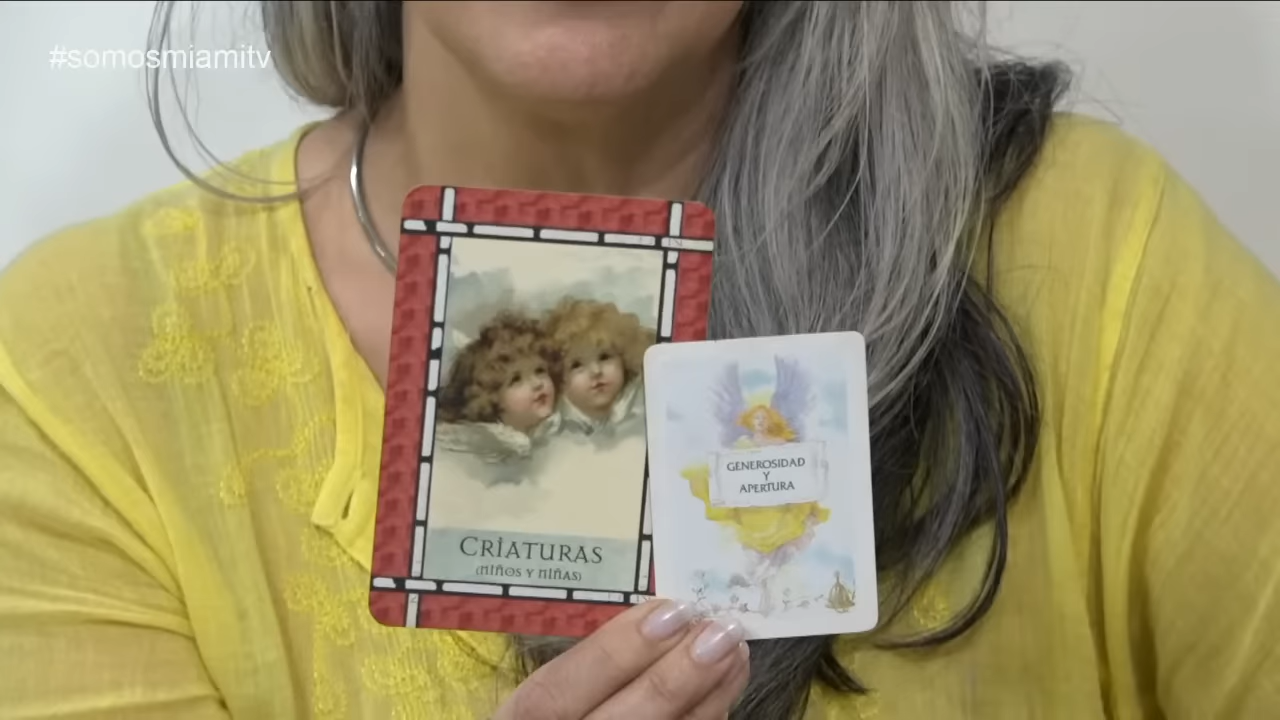 #somosmiamitv
CRIATURAS
(NIÑOS Y NIÑAS)
GENEROSIDAD
Y
APERTURA